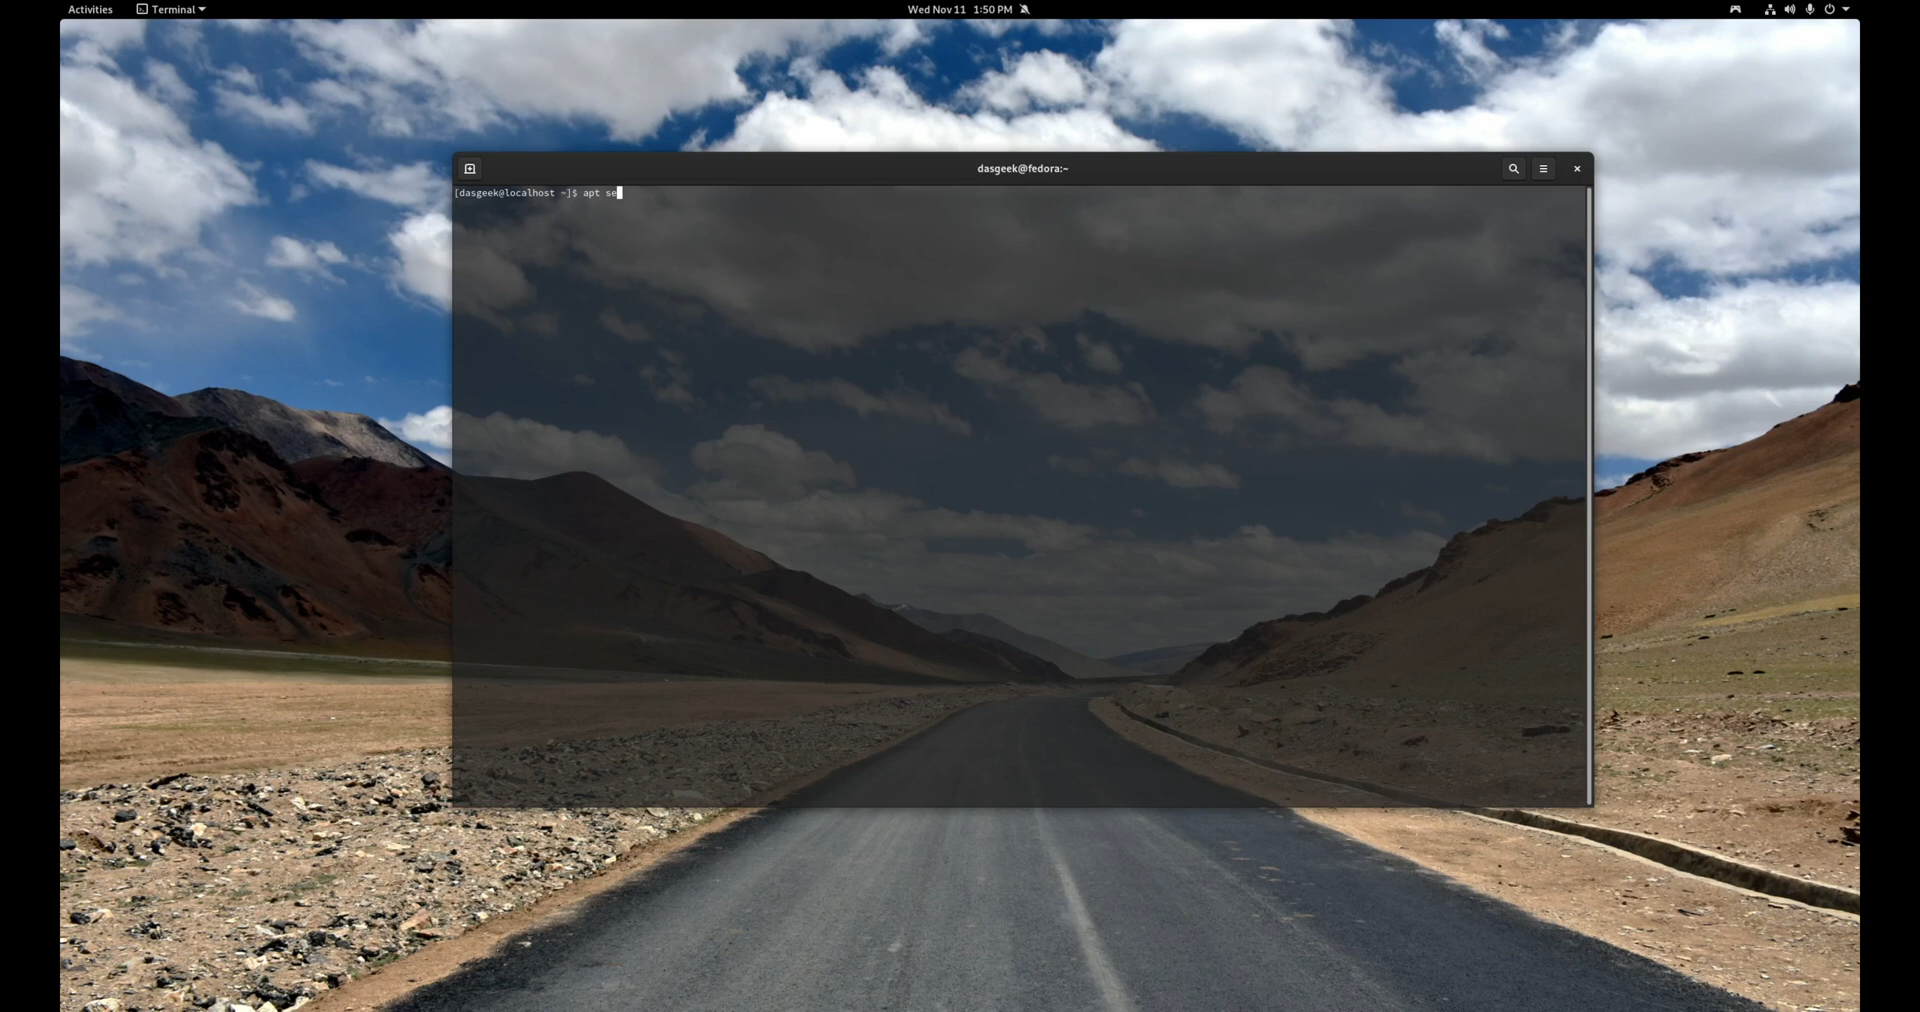 Activities Terminal Wed Nov 11 1:50 PM
dasgeek@fedora:~
[dasgeek@localhost ~]$ apt se